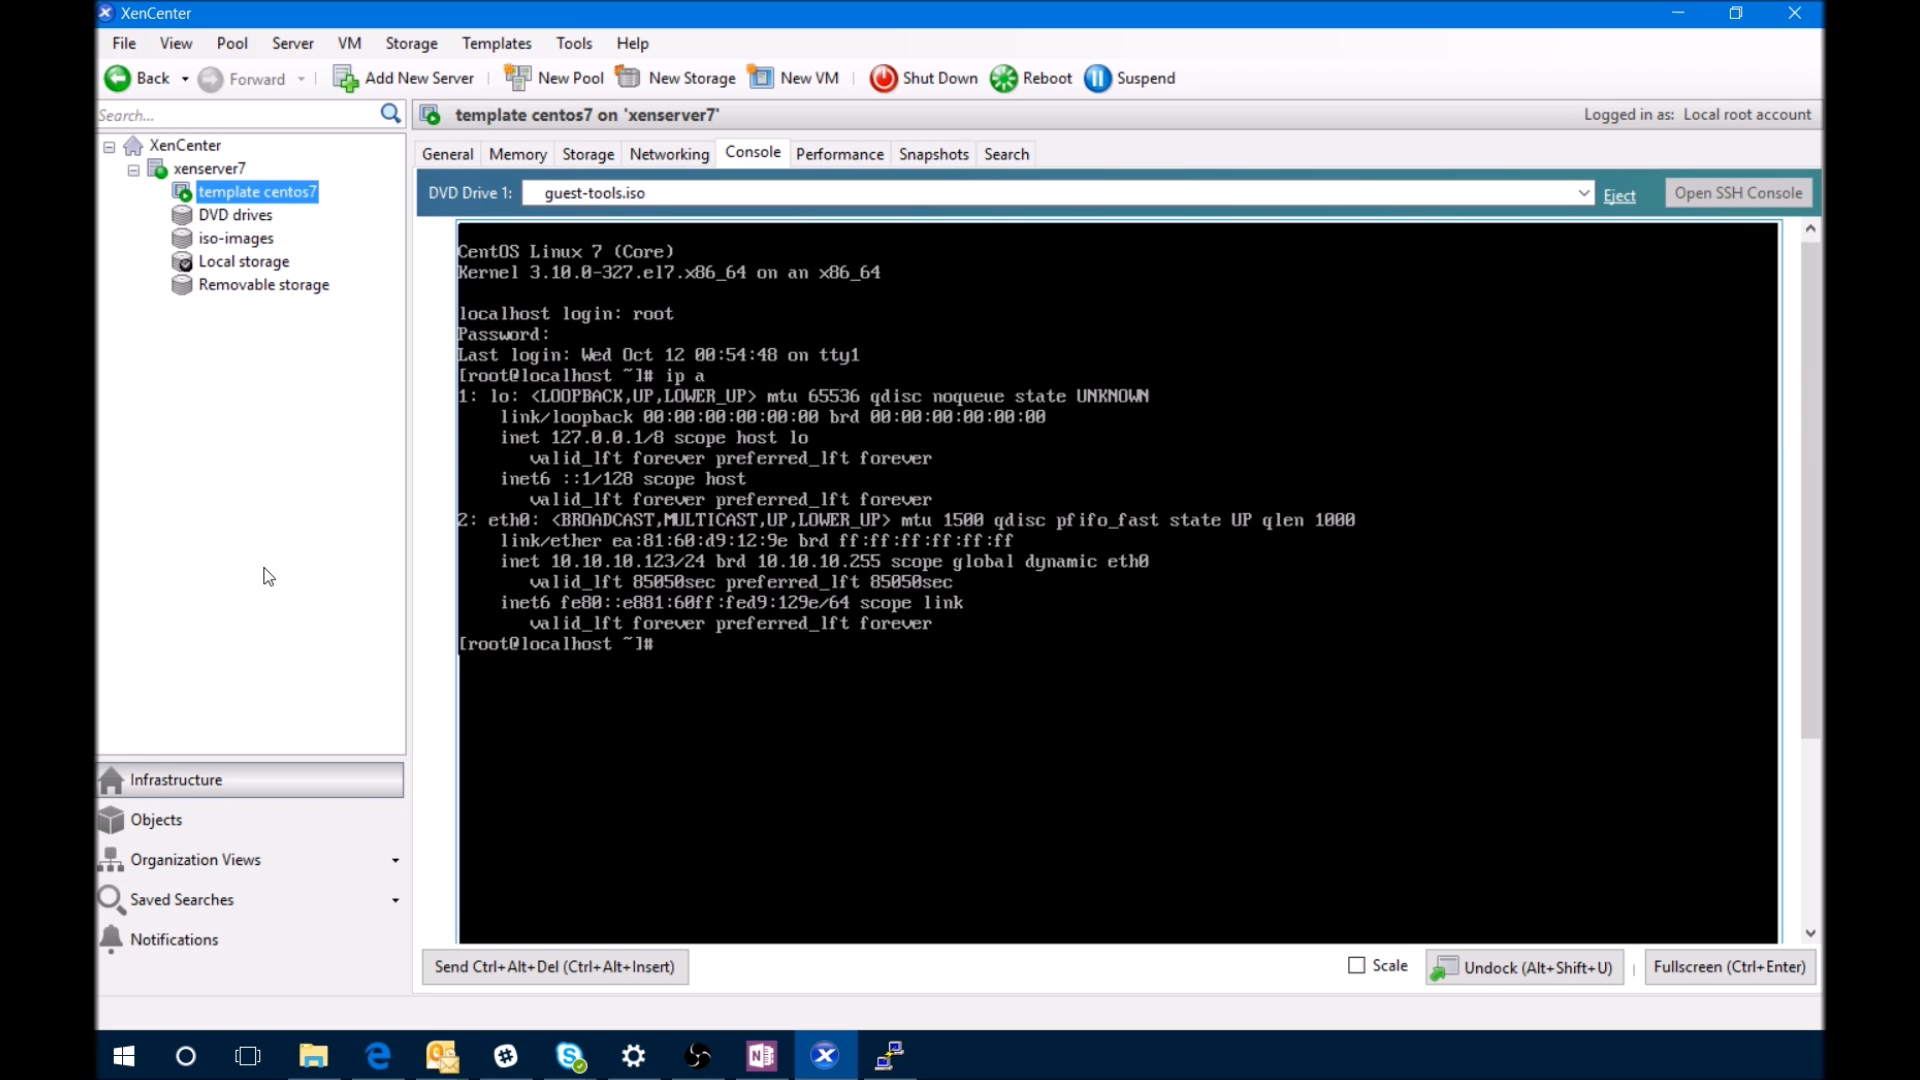 XenCenter
File View Pool Server VM Storage Templates Tools Help
Back Forward Add New Server New Pool New Storage New VM Shut Down Reboot Suspend
Search...
template centos7 on 'xenserver7'
Logged in as: Local root account
XenCenter
xenserver7
template centos7
DVD drives
iso-images
Local storage
Removable storage
General Memory Storage Networking Console Performance Snapshots Search
DVD Drive 1: guest-tools.iso Eject Open SSH Console
CentOS Linux 7 (Core)
Kernel 3.10.0-327.el7.x86_64 on an x86_64
localhost login: root
Password:
Last login: Wed Oct 12 00:54:48 on tty1
[root@localhost ~]# ip a
1: lo: <LOOPBACK,UP,LOWER_UP> mtu 65536 qdisc noqueue state UNKNOWN
link/loopback 00:00:00:00:00:00 brd 00:00:00:00:00:00
inet 127.0.0.1/8 scope host lo
valid_lft forever preferred_lft forever
inet6 ::1/128 scope host
valid_lft forever preferred_lft forever
2: eth0: <BROADCAST,MULTICAST,UP,LOWER_UP> mtu 1500 qdisc pfifo_fast state UP qlen 1000
link/ether ea:81:60:d9:12:9e brd ff:ff:ff:ff:ff:ff
inet 10.10.10.123/24 brd 10.10.10.255 scope global dynamic eth0
valid_lft 85050sec preferred_lft 85050sec
inet6 fe80::e881:60ff:fed9:129e/64 scope link
valid_lft forever preferred_lft forever
[root@localhost ~]#
Infrastructure
Objects
Organization Views
Saved Searches
Notifications
Send Ctrl+Alt+Del (Ctrl+Alt+Insert)
Scale Undock (Alt+Shift+U) Fullscreen (Ctrl+Enter)